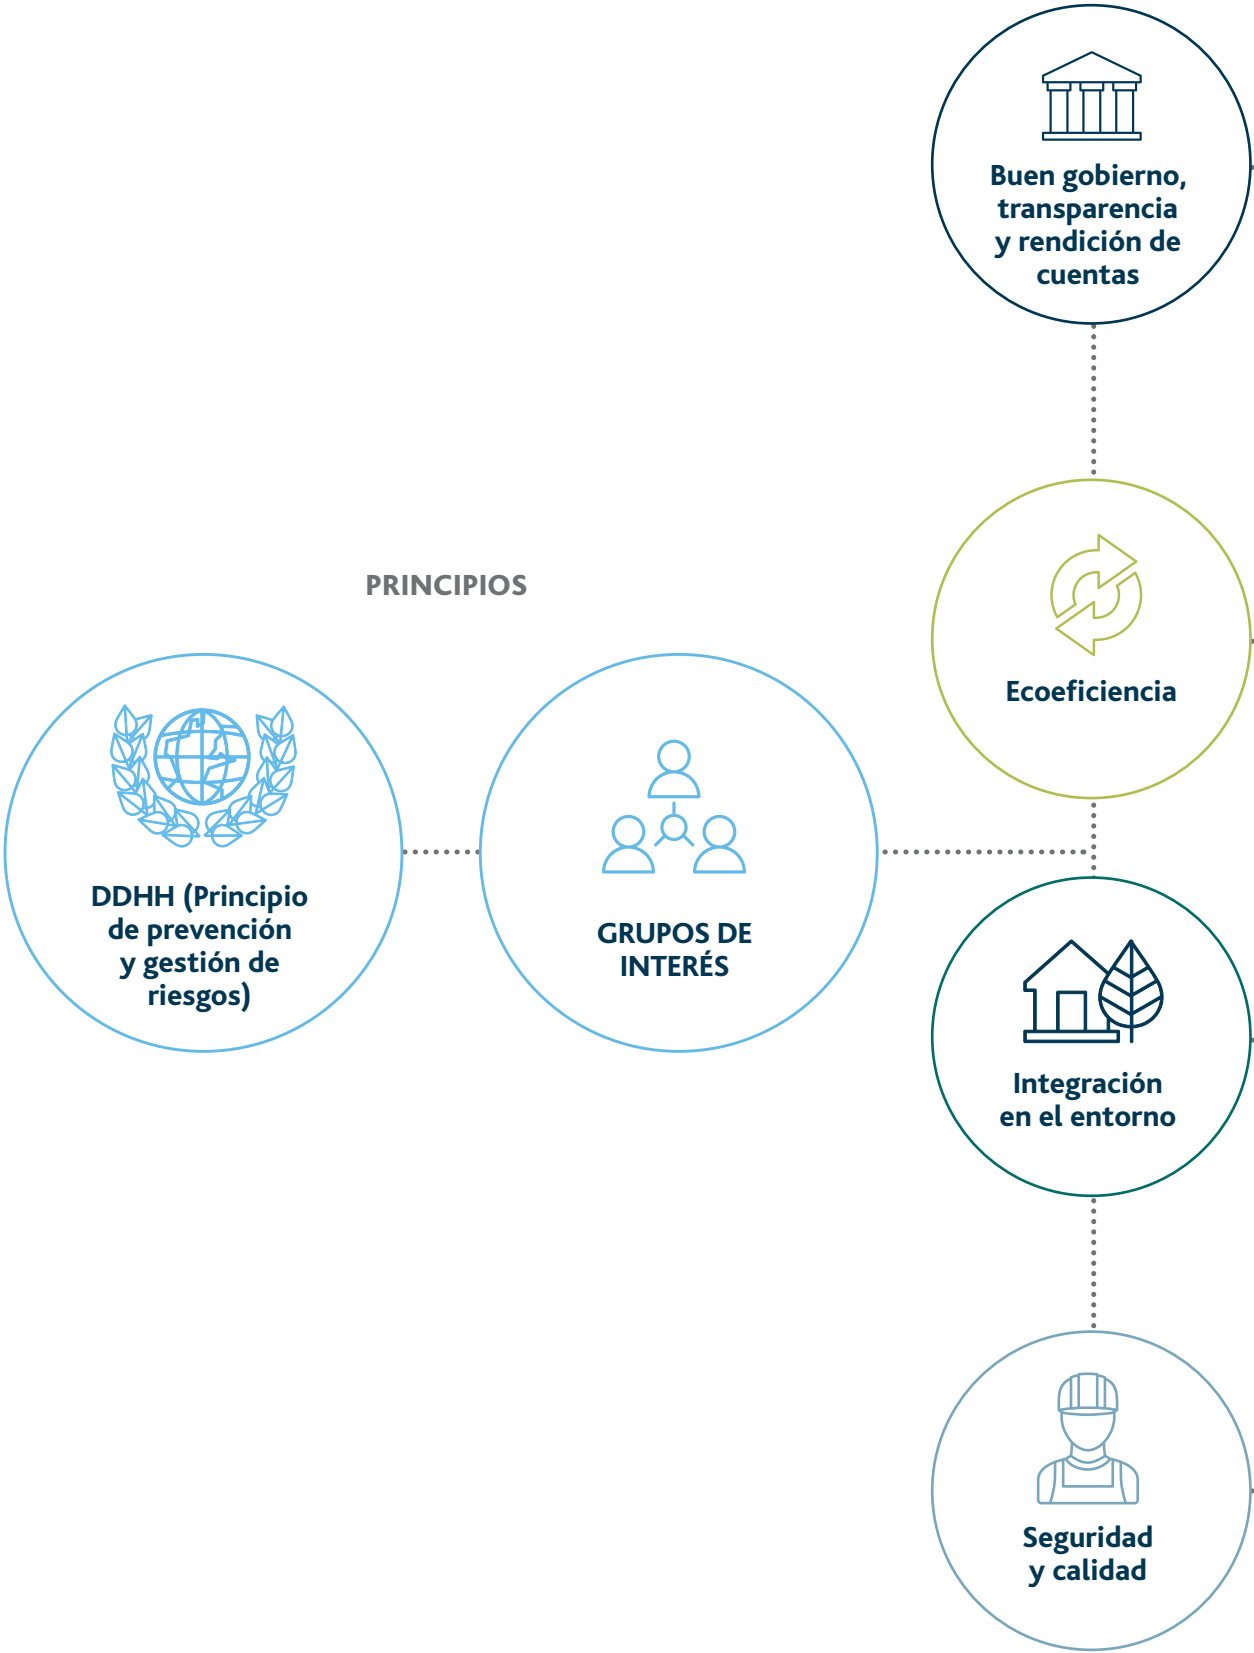 PRINCIPIOS
DDHH (Principio
de prevención
y gestión de
riesgos)
GRUPOS DE
INTERÉS
Buen gobierno,
transparencia
y rendición de
cuentas
Ecoeficiencia
Integración
en el entorno
Seguridad
y calidad